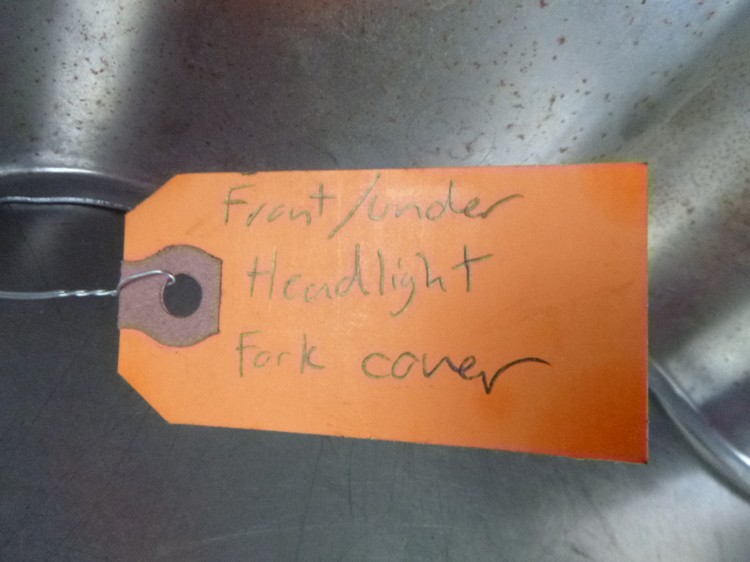 Front/under
Headlight
Fork cover